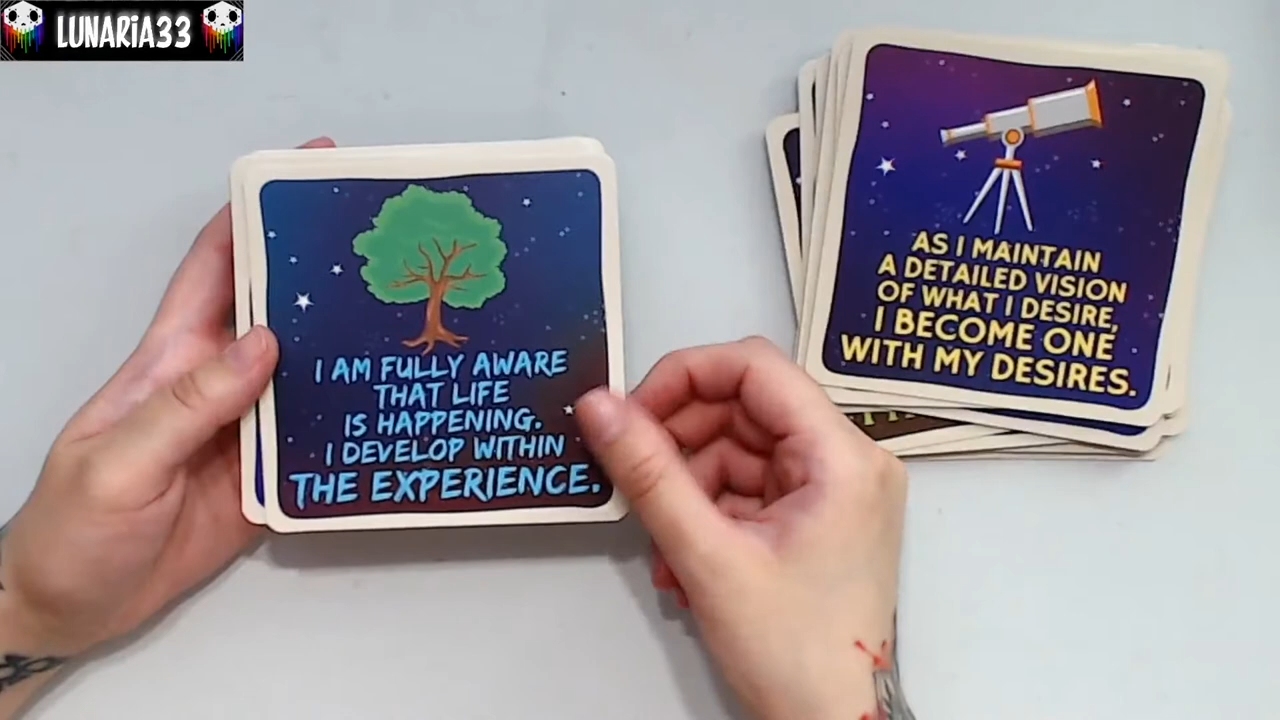 LUNARiA33
I AM FULLY AWARE
THAT LIFE
IS HAPPENING.
I DEVELOP WITHIN
THE EXPERIENCE.
AS I MAINTAIN
A DETAILED VISION
OF WHAT I DESIRE,
I BECOME ONE
WITH MY DESIRES.